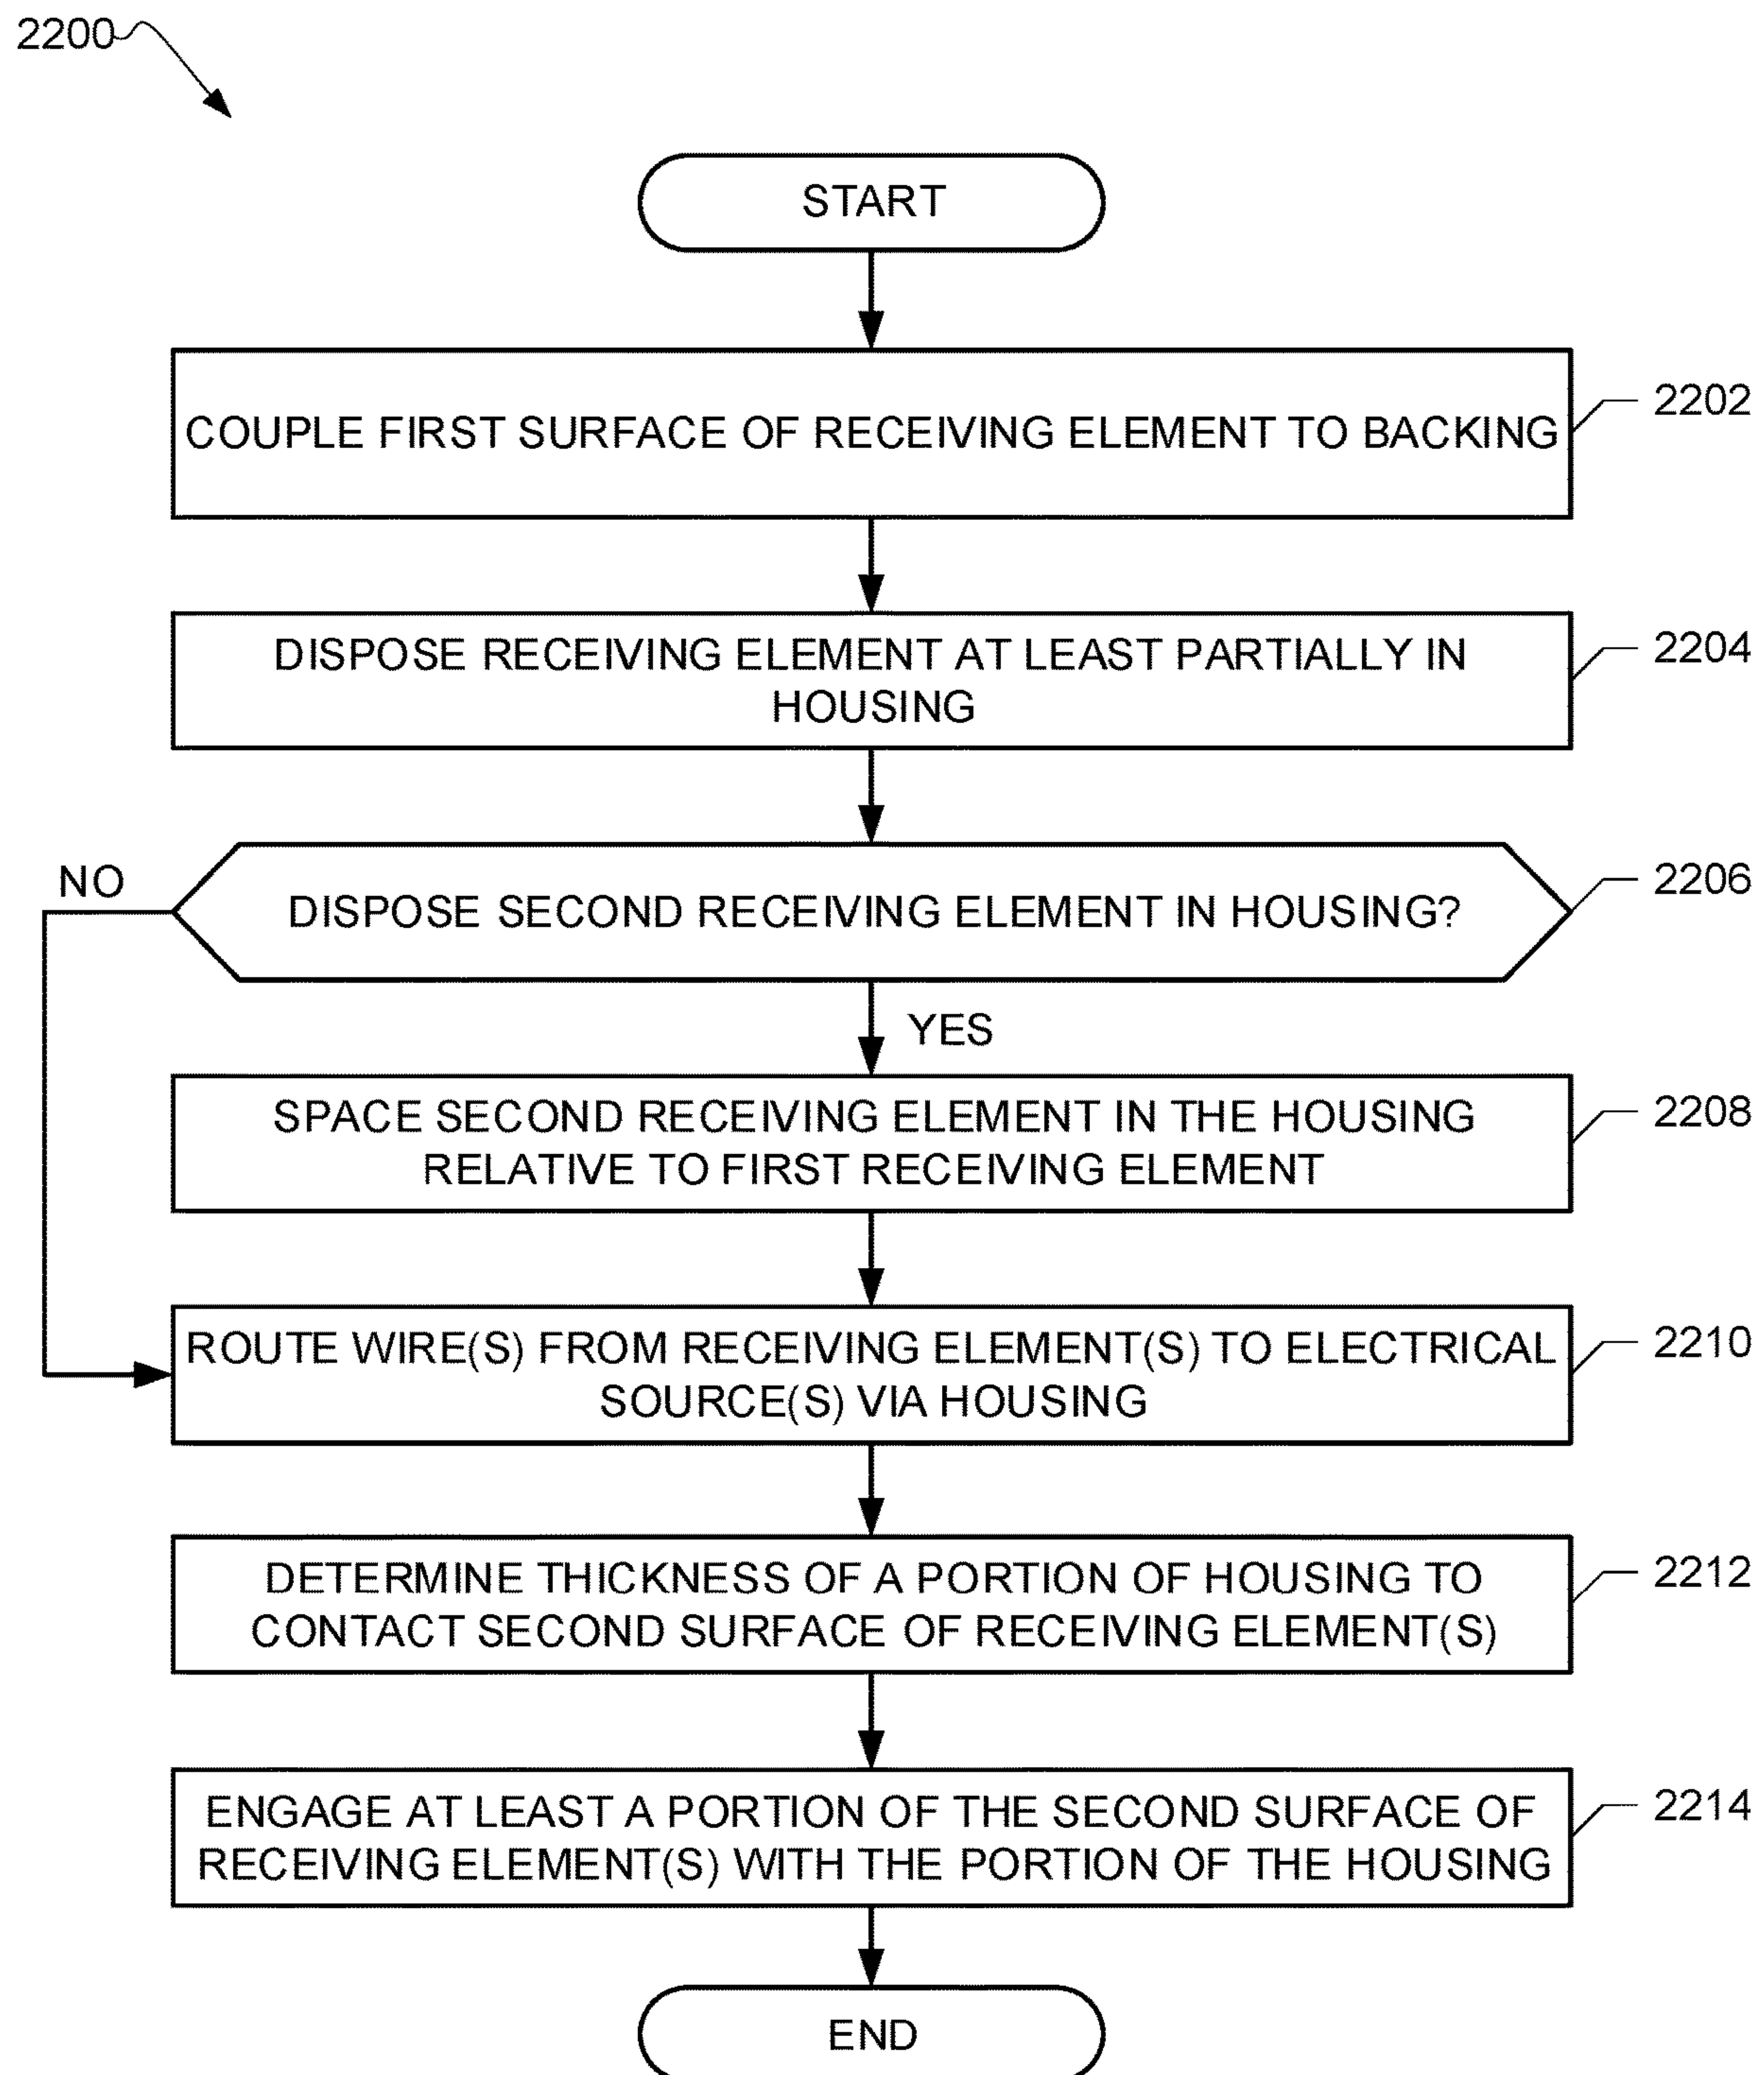 2200
START
COUPLE FIRST SURFACE OF RECEIVING ELEMENT TO BACKING
2202
DISPOSE RECEIVING ELEMENT AT LEAST PARTIALLY IN
HOUSING
2204
NO
DISPOSE SECOND RECEIVING ELEMENT IN HOUSING?
2206
YES
SPACE SECOND RECEIVING ELEMENT IN THE HOUSING
RELATIVE TO FIRST RECEIVING ELEMENT
2208
ROUTE WIRE(S) FROM RECEIVING ELEMENT(S) TO ELECTRICAL
SOURCE(S) VIA HOUSING
2210
DETERMINE THICKNESS OF A PORTION OF HOUSING TO
CONTACT SECOND SURFACE OF RECEIVING ELEMENT(S)
2212
ENGAGE AT LEAST A PORTION OF THE SECOND SURFACE OF
RECEIVING ELEMENT(S) WITH THE PORTION OF THE HOUSING
2214
END